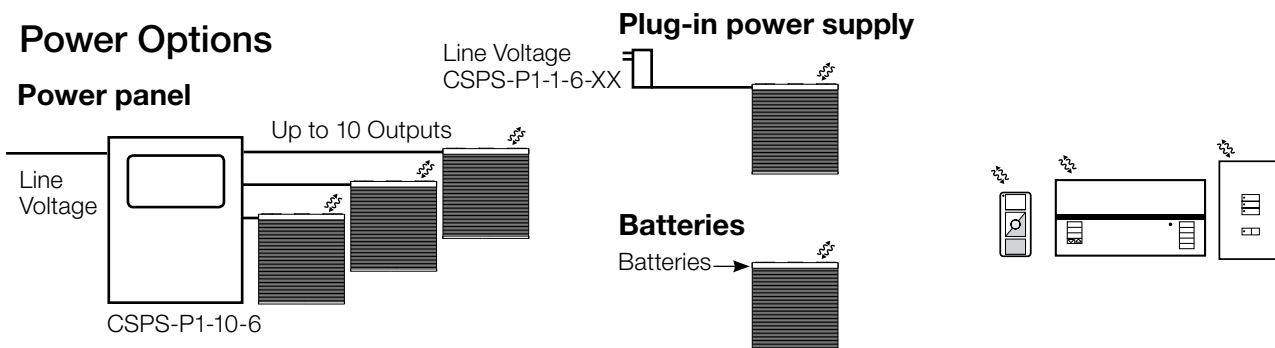 Power Options
Power panel
Line
Voltage
Up to 10 Outputs
CSPS-P1-10-6
Plug-in power supply
Line Voltage
CSPS-P1-1-6-XX
Batteries
Batteries